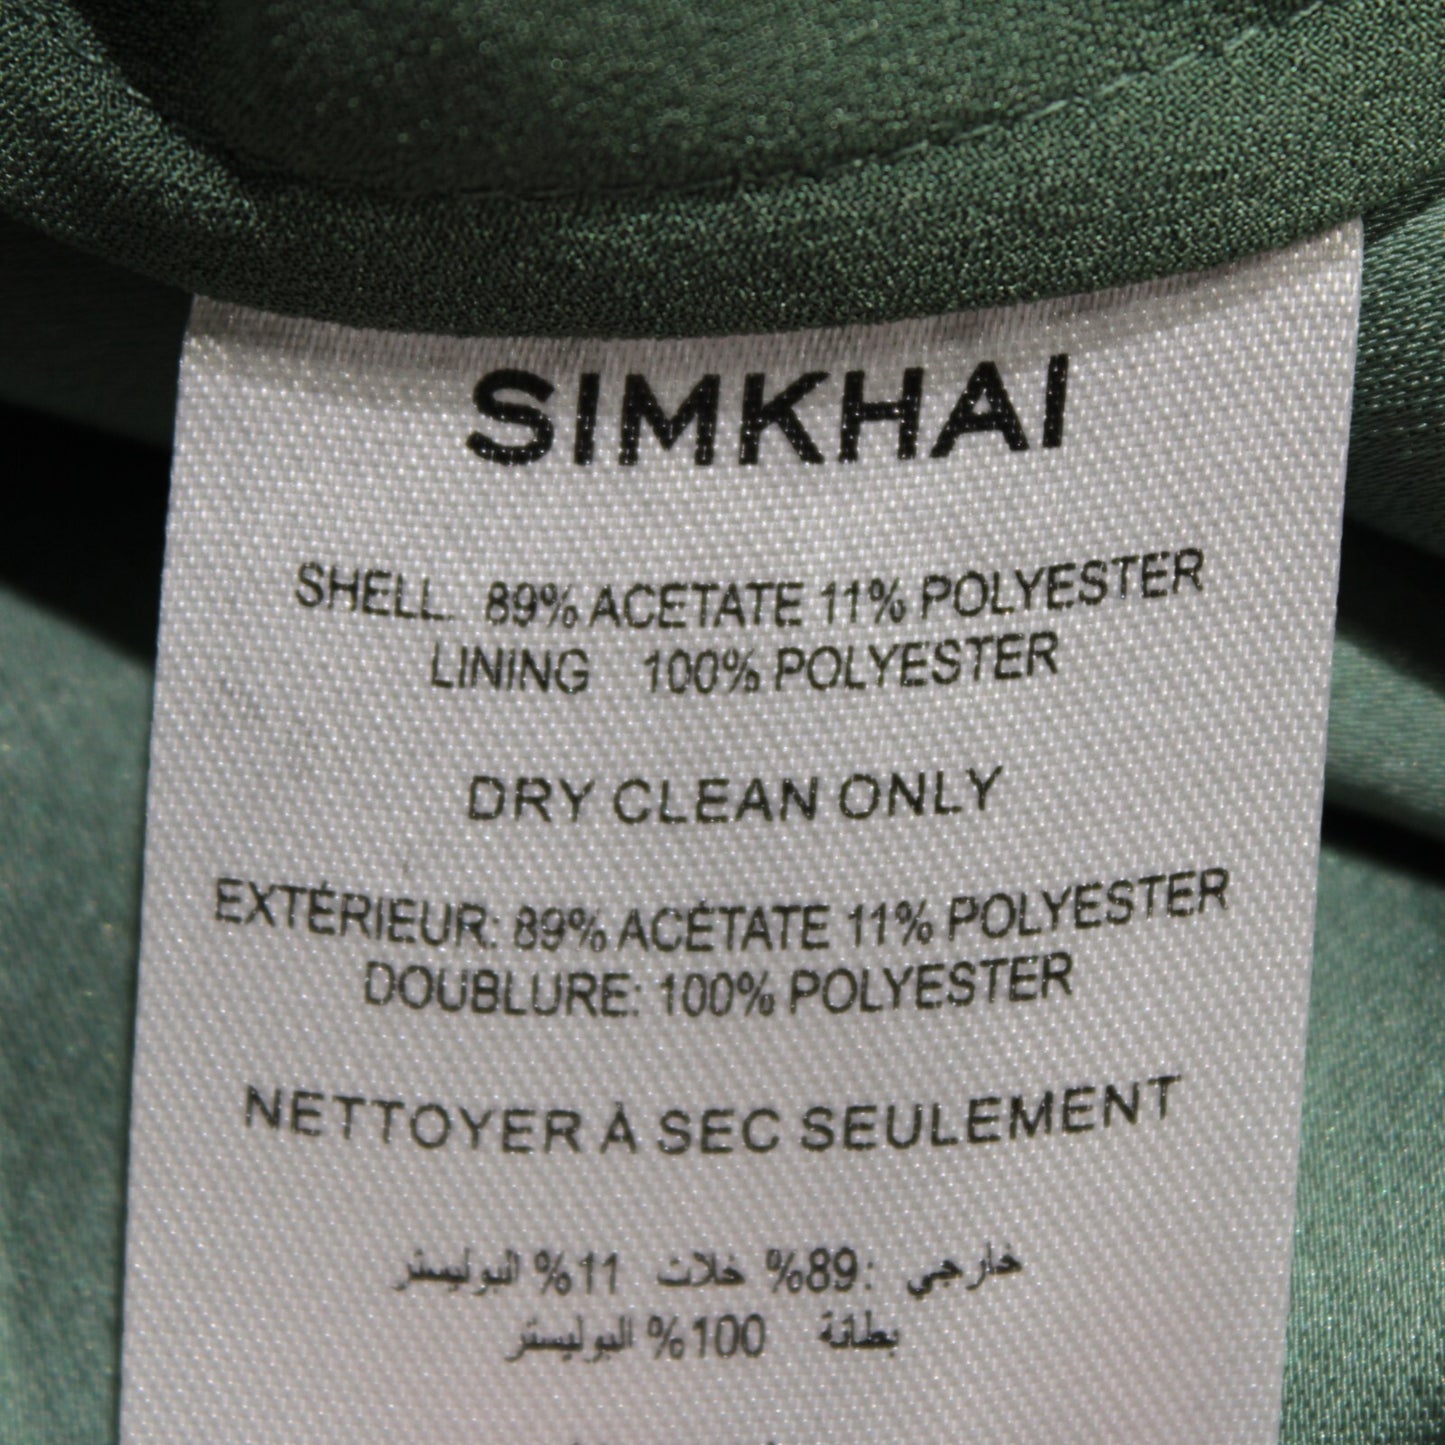 SIMKHAI
SHELL: 89% ACETATE 11% POLYESTER
LINING 100% POLYESTER
DRY CLEAN ONLY
EXTÉRIEUR: 89% ACÉTATE 11% POLYESTER
DOUBLURE: 100% POLYESTER
NETTOYER À SEC SEULEMENT
خارجي :89% خلات 11% البوليستر
بطانة 100% البوليستر